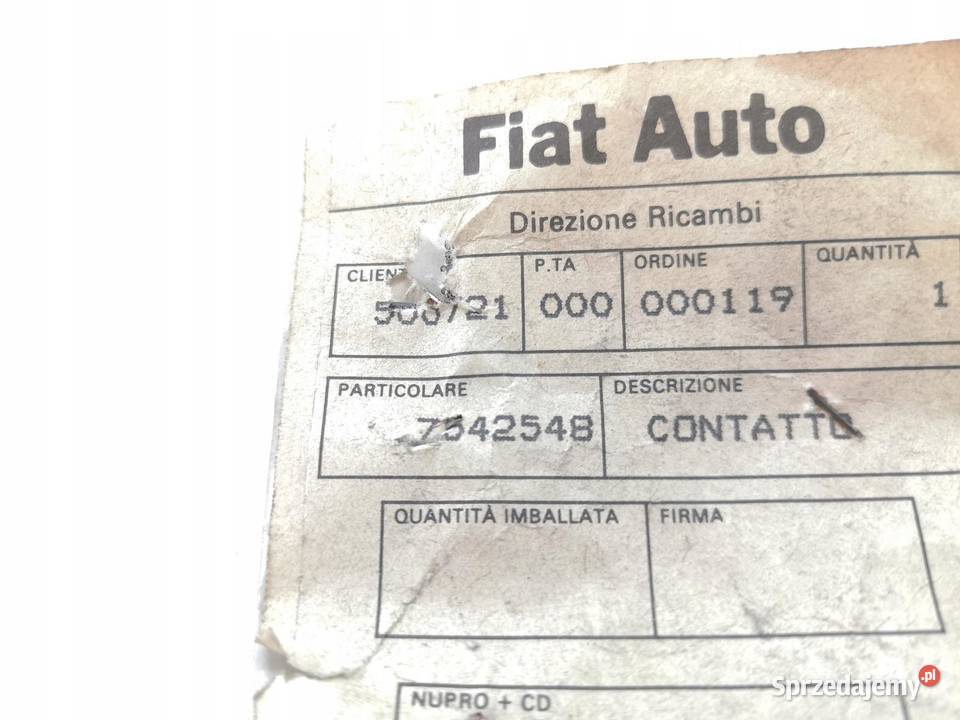 Fiat Auto
Direzione Ricambi
P.TA ORDINE QUANTITÀ
000 000119 1
PARTICOLARE DESCRIZIONE
7542548 CONTATTO
QUANTITÀ IMBALLATA FIRMA
NUPRO + CD
Sprzedajemy.pl